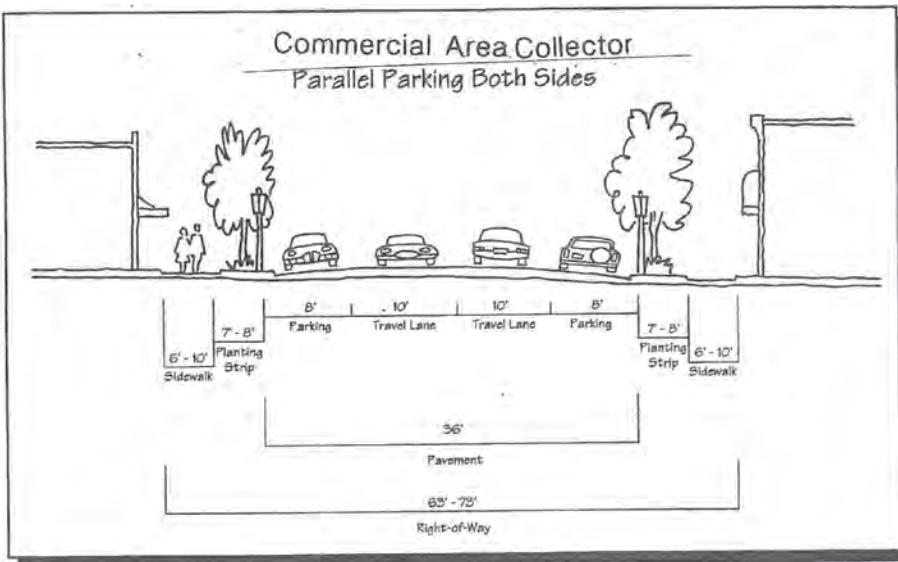 Commercial Area Collector
Parallel Parking Both Sides
8'
Parking
10'
Travel Lane
10'
Travel Lane
8'
Parking
7' - 8'
Planting
Strip
6' - 10'
Sidewalk
7' - 8'
Planting
Strip
6' - 10'
Sidewalk
36'
Pavement
63' - 73'
Right-of-Way